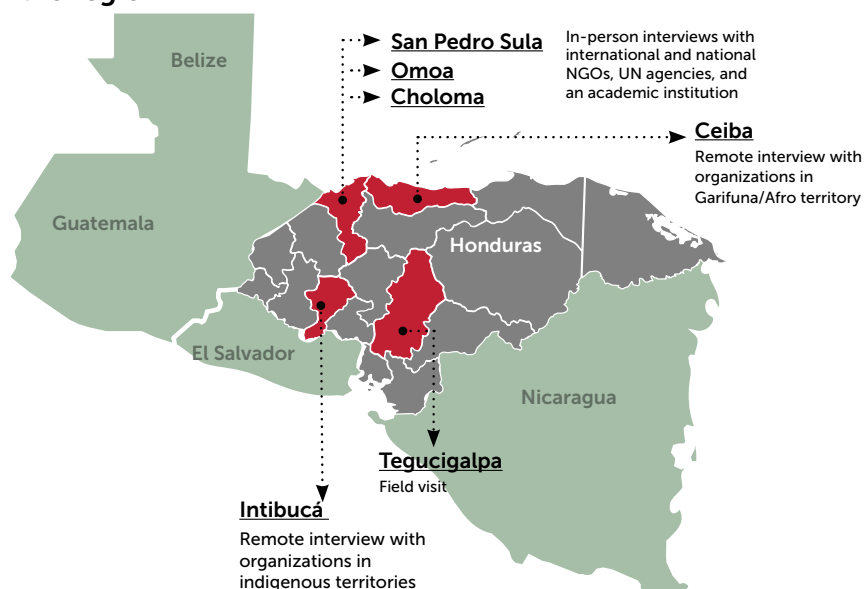 Belize
San Pedro Sula
Omoa
Choloma
In-person interviews with
international and national
NGOs, UN agencies, and
an academic institution
Ceiba
Remote interview with
organizations in
Garifuna/Afro territory
Guatemala
Honduras
El Salvador
Nicaragua
Tegucigalpa
Field visit
Intibucá
Remote interview with
organizations in
indigenous territories